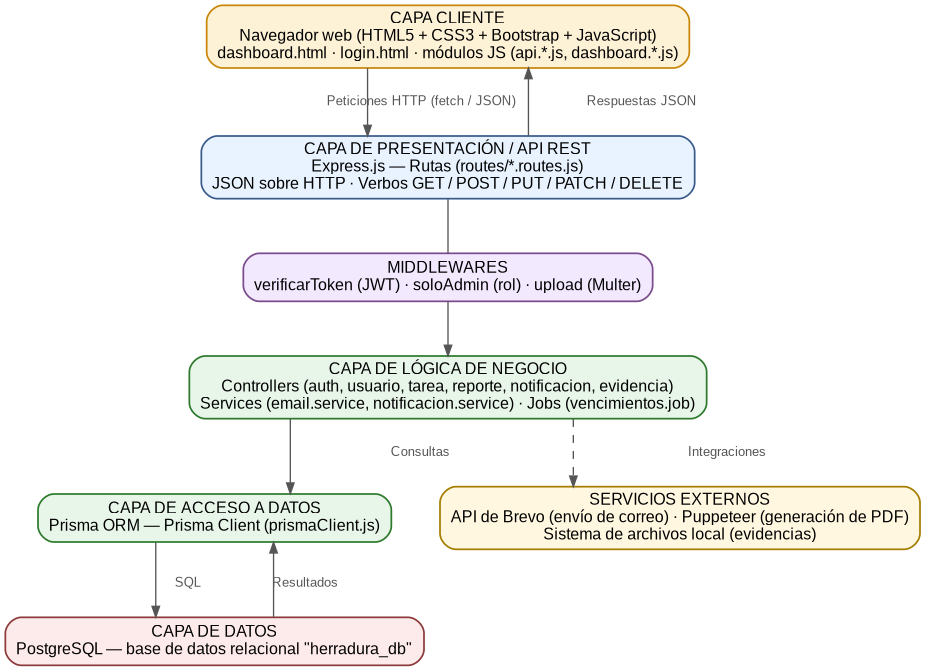 CAPA CLIENTE
Navegador web (HTML5 + CSS3 + Bootstrap + JavaScript)
dashboard.html · login.html · módulos JS (api.*.js, dashboard.*.js)
Peticiones HTTP (fetch / JSON)
Respuestas JSON
CAPA DE PRESENTACIÓN / API REST
Express.js — Rutas (routes/*.routes.js)
JSON sobre HTTP · Verbos GET / POST / PUT / PATCH / DELETE
MIDDLEWARES
verificarToken (JWT) · soloAdmin (rol) · upload (Multer)
CAPA DE LÓGICA DE NEGOCIO
Controllers (auth, usuario, tarea, reporte, notificacion, evidencia)
Services (email.service, notificacion.service) · Jobs (vencimientos.job)
Consultas
Integraciones
CAPA DE ACCESO A DATOS
Prisma ORM — Prisma Client (prismaClient.js)
SERVICIOS EXTERNOS
API de Brevo (envío de correo) · Puppeteer (generación de PDF)
Sistema de archivos local (evidencias)
SQL
Resultados
CAPA DE DATOS
PostgreSQL — base de datos relacional "herradura_db"